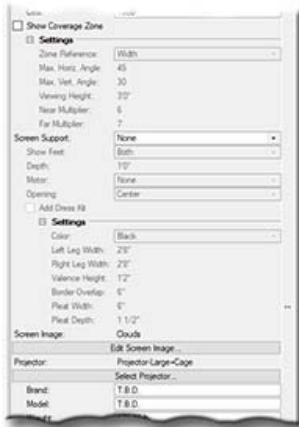 Show Coverage Zone
Settings
Zone Reference: Width
Max. Horiz. Angle: 45
Max. Vert. Angle: 30
Viewing Height: 3'0"
Near Multiplier: 6
Far Multiplier: 7
Screen Support: None
Show Feet: Both
Depth: 1'0"
Motor: None
Opening: Center
Add Dress Kit
Settings
Color: Black
Left Leg Width: 2'8"
Right Leg Width: 2'8"
Valence Height: 1'2"
Border Overlap: 6"
Pleat Width: 6"
Pleat Depth: 1 1/2"
Screen Image: Clouds
Edit Screen Image...
Projector: Projector-Large+Cage
Select Projector...
Brand: T.B.D.
Model: T.B.D.